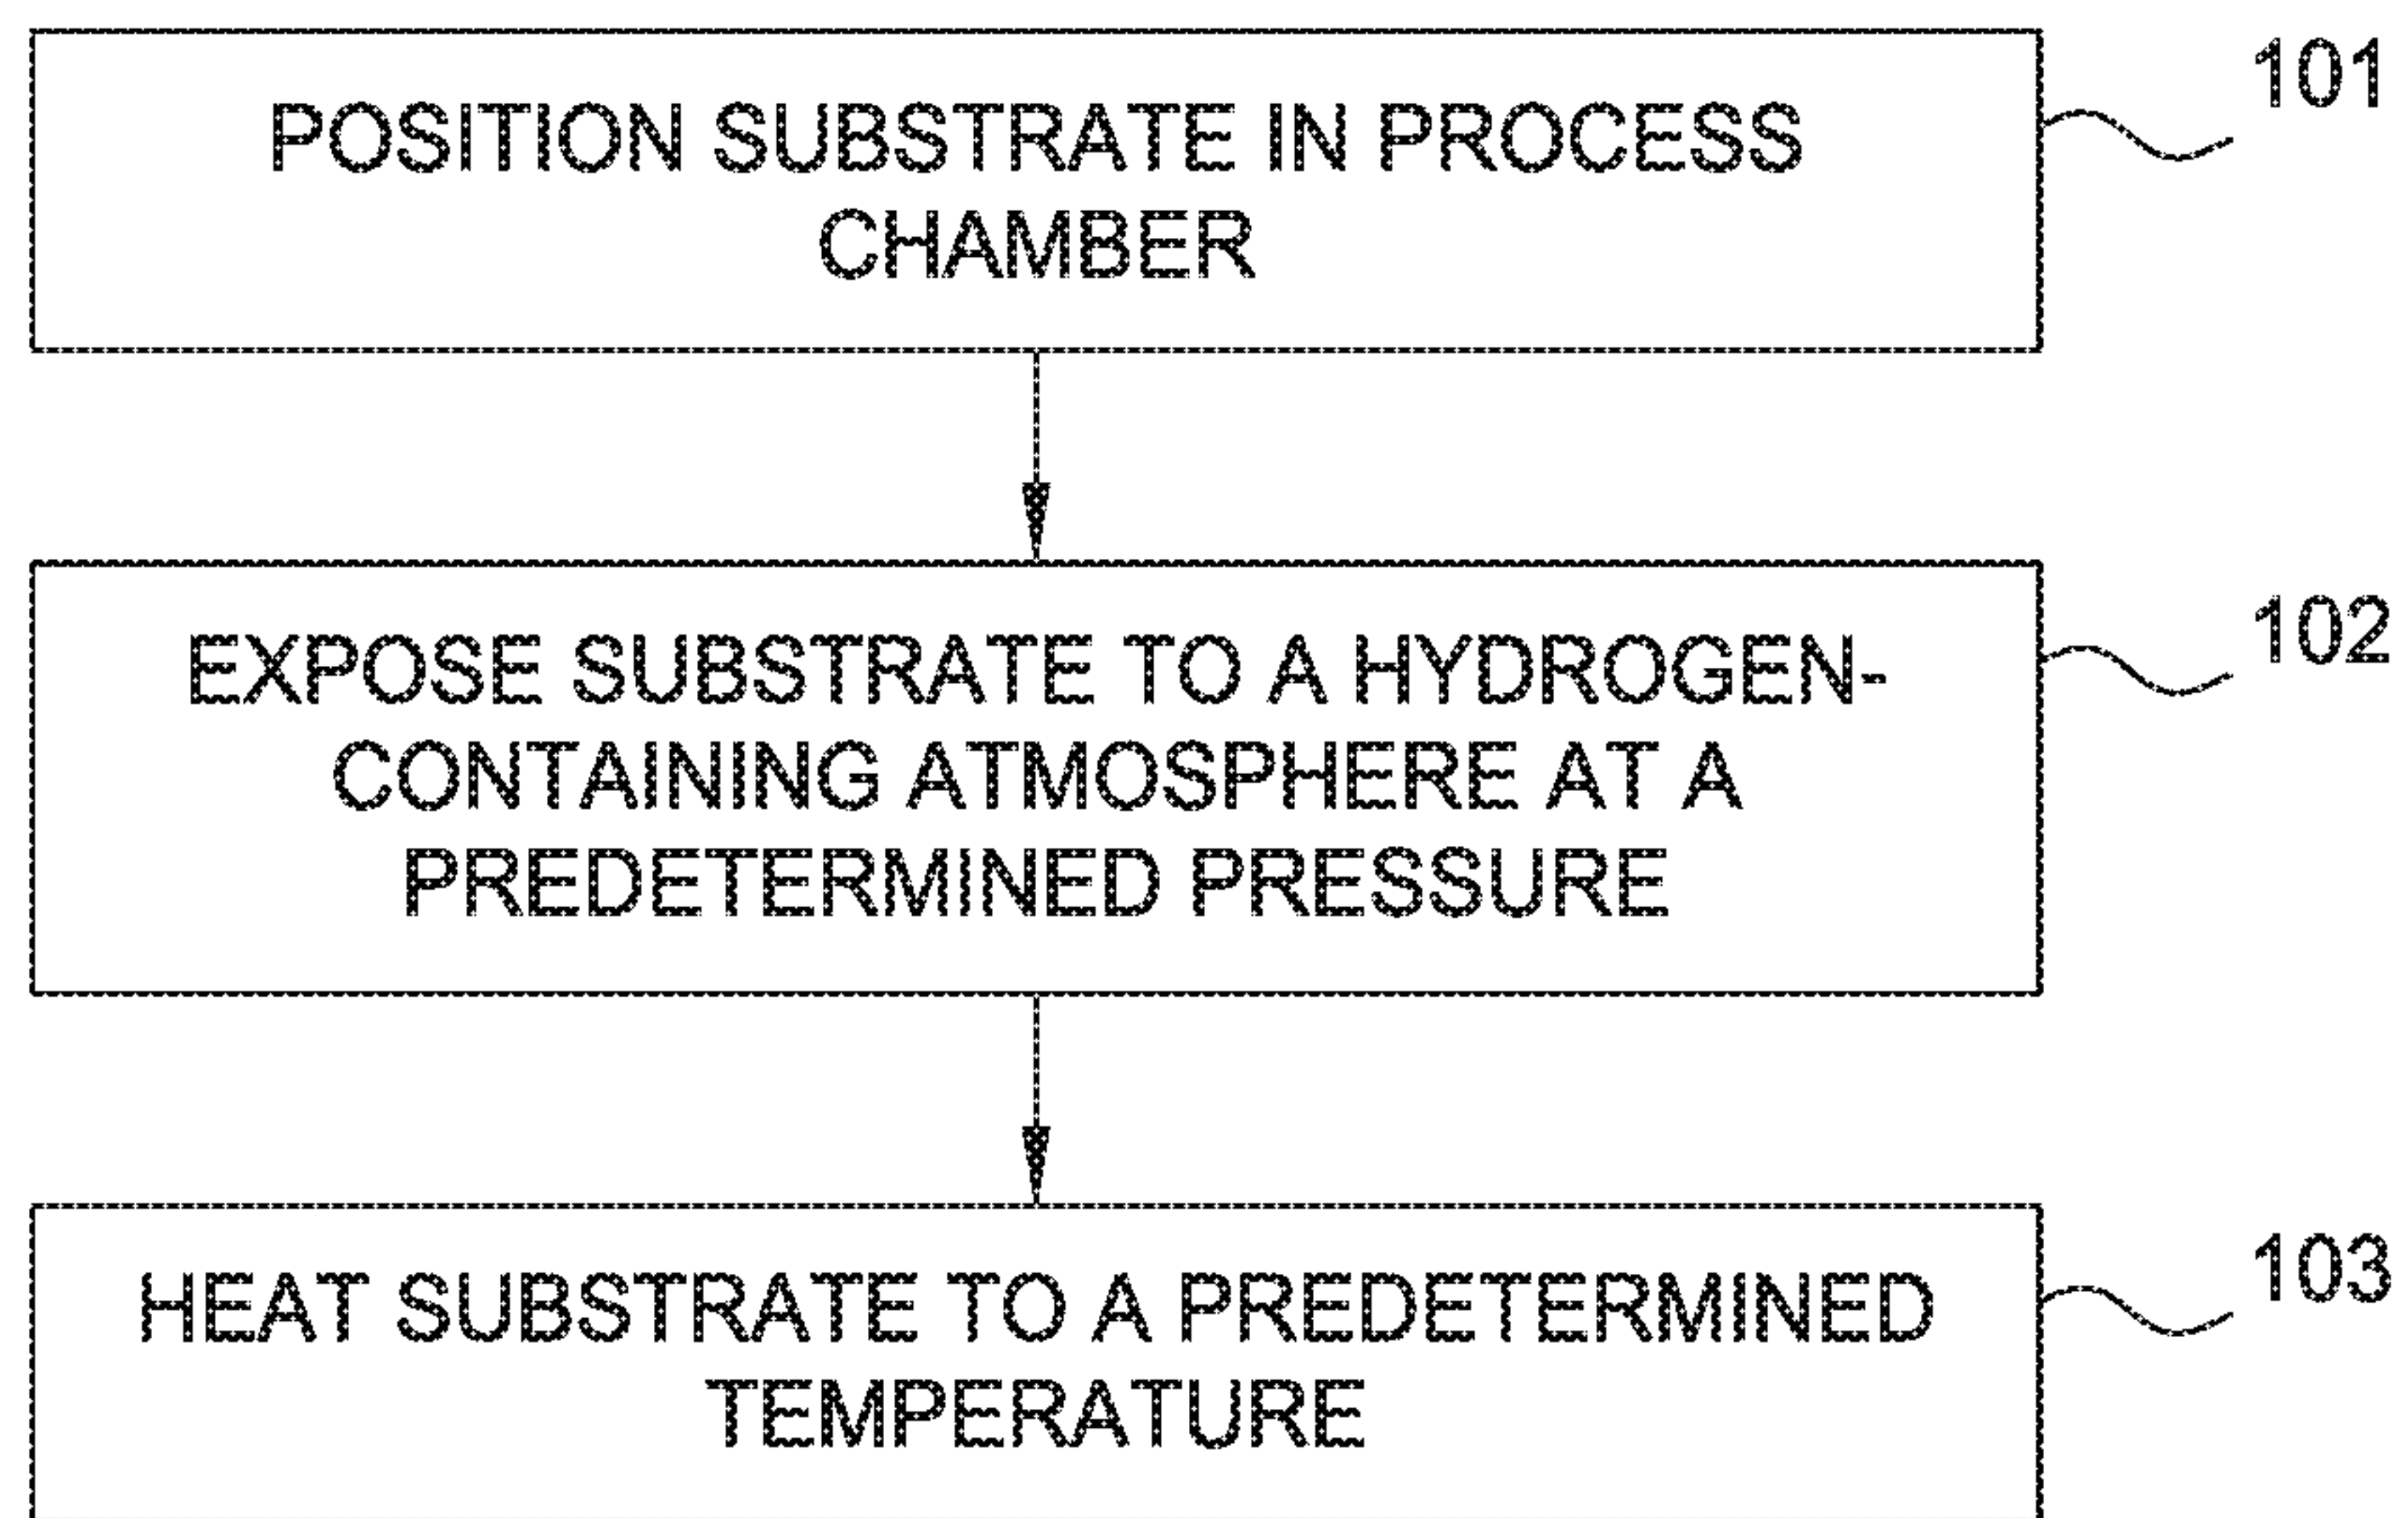 POSITION SUBSTRATE IN PROCESS
CHAMBER
101
EXPOSE SUBSTRATE TO A HYDROGEN-
CONTAINING ATMOSPHERE AT A
PREDETERMINED PRESSURE
102
HEAT SUBSTRATE TO A PREDETERMINED
TEMPERATURE
103